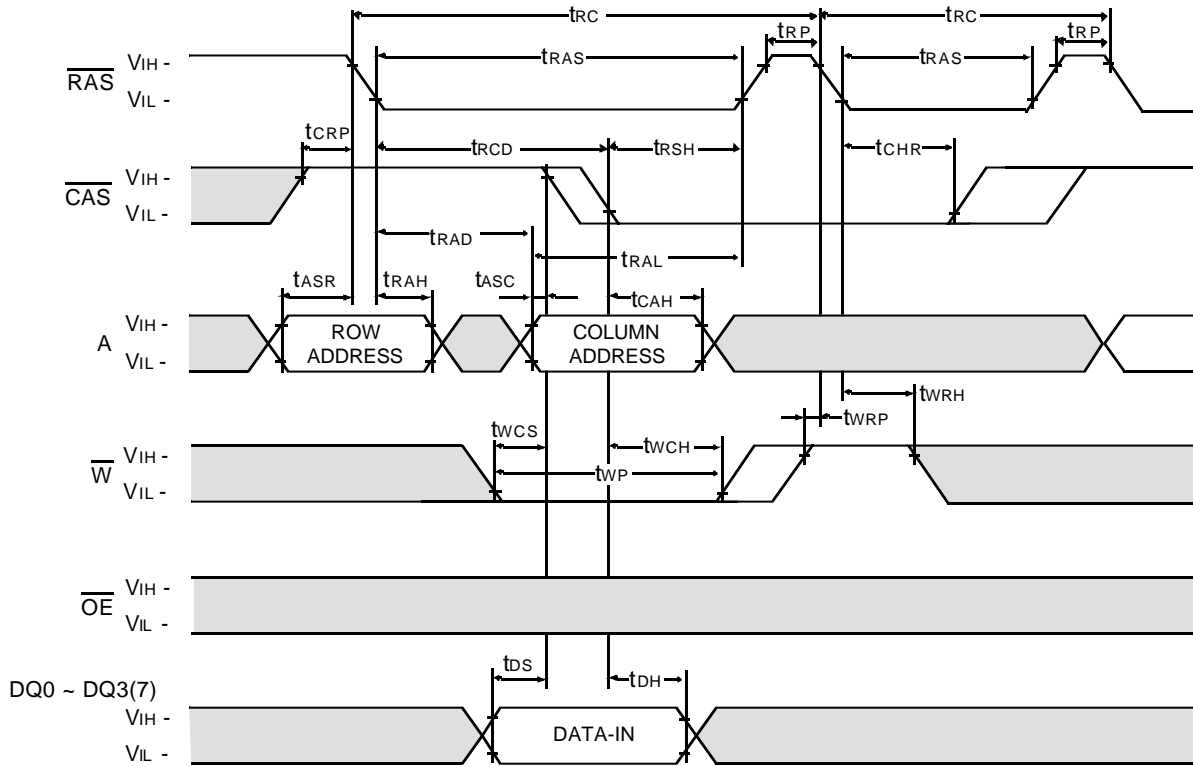 tRC tRC
tRP tRP
RAS VIH - tRAS tRAS
VIL -
tCRP tRCD tRSH tCHR
CAS VIH -
VIL -
tRAD tRAL
tASR tRAH tASC tCAH
A VIH - ROW ADDRESS COLUMN ADDRESS
VIL -
tWRH
tWRP
tWCS tWCH
W VIH - tWP
VIL -
OE VIH -
VIL -
tDS tDH
DQ0 ~ DQ3(7)
VIH - DATA-IN
VIL -